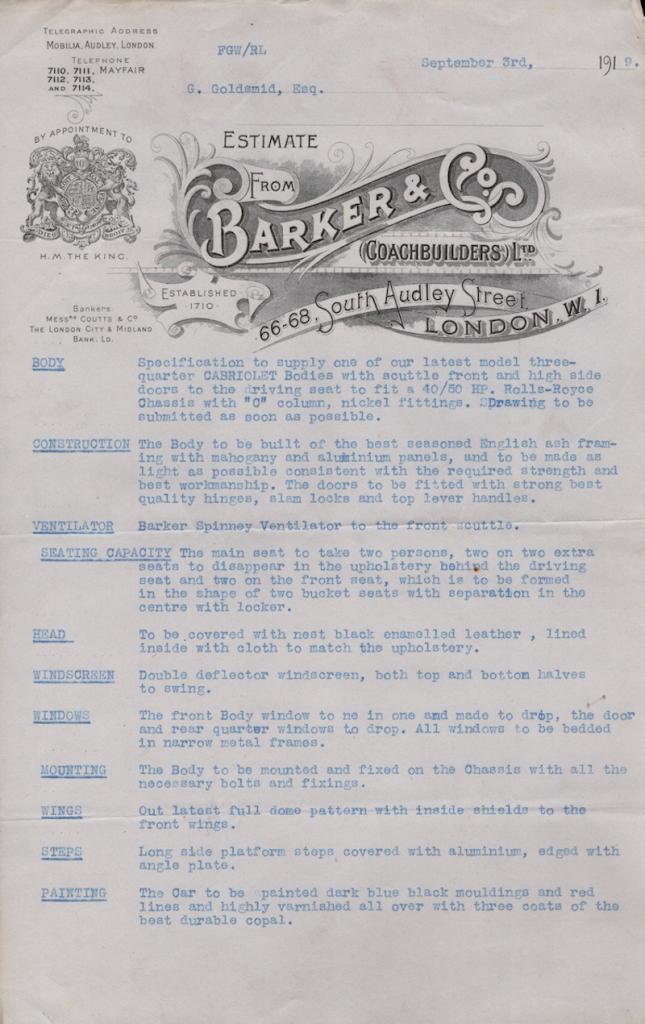 TELEGRAPHIC ADDRESS
MOBILIA, AUDLEY, LONDON.
TELEPHONE
7110, 7111, MAYFAIR
7112, 7113,
AND 7114.
FGW/RL
September 3rd, 1919.
G. Goldsmid, Esq.
BY APPOINTMENT TO
H.M. THE KING.
ESTIMATE
FROM
BARKER & Cos
(COACHBUILDERS) LTD
ESTABLISHED
1710
66-68, South Audley Street,
LONDON, W. 1.
Bankers
MESSRS COUTTS & Co
THE LONDON CITY & MIDLAND
BANK. LD.
BODY Specification to supply one of our latest model three-
quarter CABRIOLET Bodies with scuttle front and high side
doors to the driving seat to fit a 40/50 HP. Rolls-Royce
Chassis with "C" column, nickel fittings. SDrawing to be
submitted as soon as possible.
CONSTRUCTION The Body to be built of the best seasoned English ash fram-
ing with mahogany and aluminium panels, and to be made as
light as possible consistent with the required strength and
best workmanship. The doors to be fitted with strong best
quality hinges, slam locks and top lever handles.
VENTILATOR Barker Spinney Ventilator to the front scuttle.
SEATING CAPACITY The main seat to take two persons, two on two extra
seats to disappear in the upholstery behind the driving
seat and two on the front seat, which is to be formed
in the shape of two bucket seats with separation in the
centre with locker.
HEAD To be covered with nest black enamelled leather , lined
inside with cloth to match the upholstery.
WINDSCREEN Double deflector windscreen, both top and bottom halves
to swing.
WINDOWS The front Body window to ne in one and made to drop, the door
and rear quarter windows to drop. All windows to be bedded
in narrow metal frames.
MOUNTING The Body to be mounted and fixed on the Chassis with all the
necessary bolts and fixings.
WINGS Out latest full dome pattern with inside shields to the
front wings.
STEPS Long side platform steps covered with aluminium, edged with
angle plate.
PAINTING The Car to be painted dark blue black mouldings and red
lines and highly varnished all over with three coats of the
best durable copal.